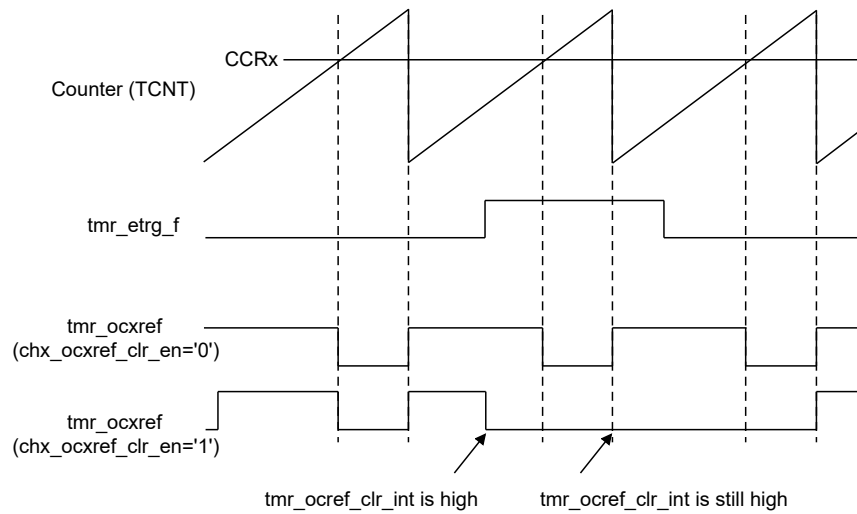 CCRx
Counter (TCNT)
tmr_etrg_f
tmr_ocxref
(chx_ocxref_clr_en='0')
tmr_ocxref
(chx_ocxref_clr_en='1')
tmr_ocref_clr_int is high
tmr_ocref_clr_int is still high